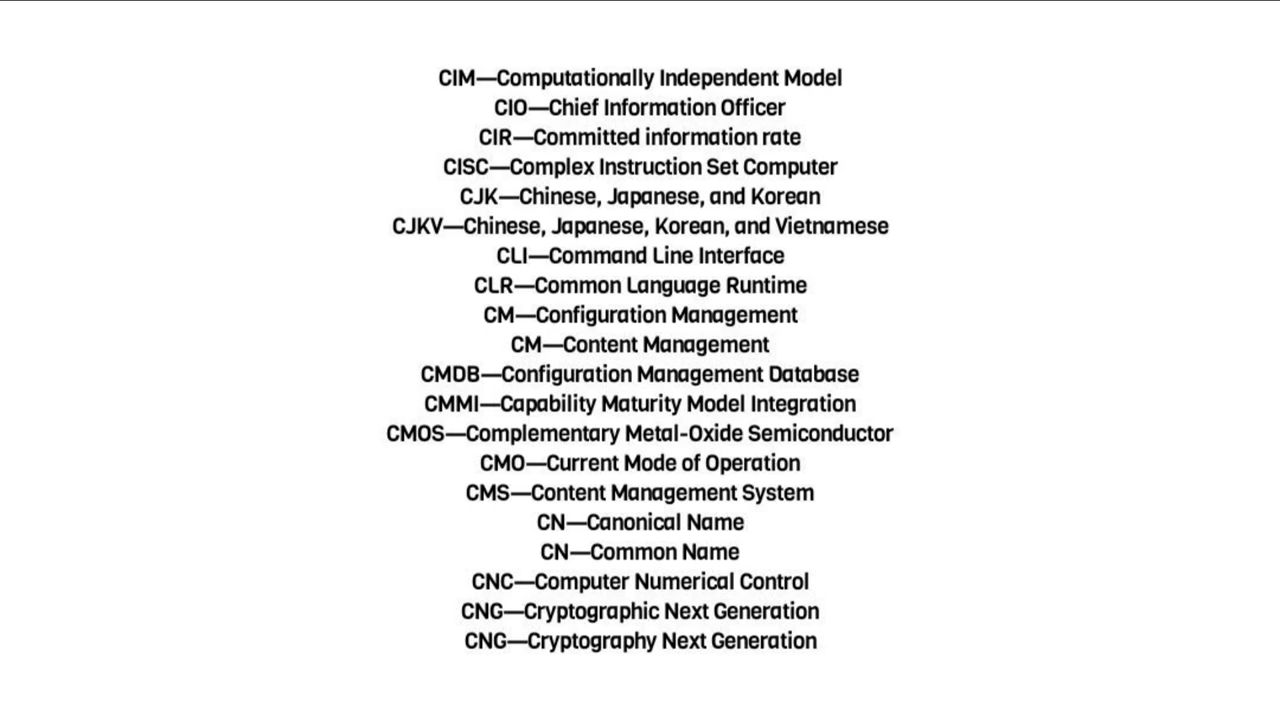 CIM—Computationally Independent Model
CIO—Chief Information Officer
CIR—Committed information rate
CISC—Complex Instruction Set Computer
CJK—Chinese, Japanese, and Korean
CJKV—Chinese, Japanese, Korean, and Vietnamese
CLI—Command Line Interface
CLR—Common Language Runtime
CM—Configuration Management
CM—Content Management
CMDB—Configuration Management Database
CMMI—Capability Maturity Model Integration
CMOS—Complementary Metal-Oxide Semiconductor
CMO—Current Mode of Operation
CMS—Content Management System
CN—Canonical Name
CN—Common Name
CNC—Computer Numerical Control
CNG—Cryptographic Next Generation
CNG—Cryptography Next Generation